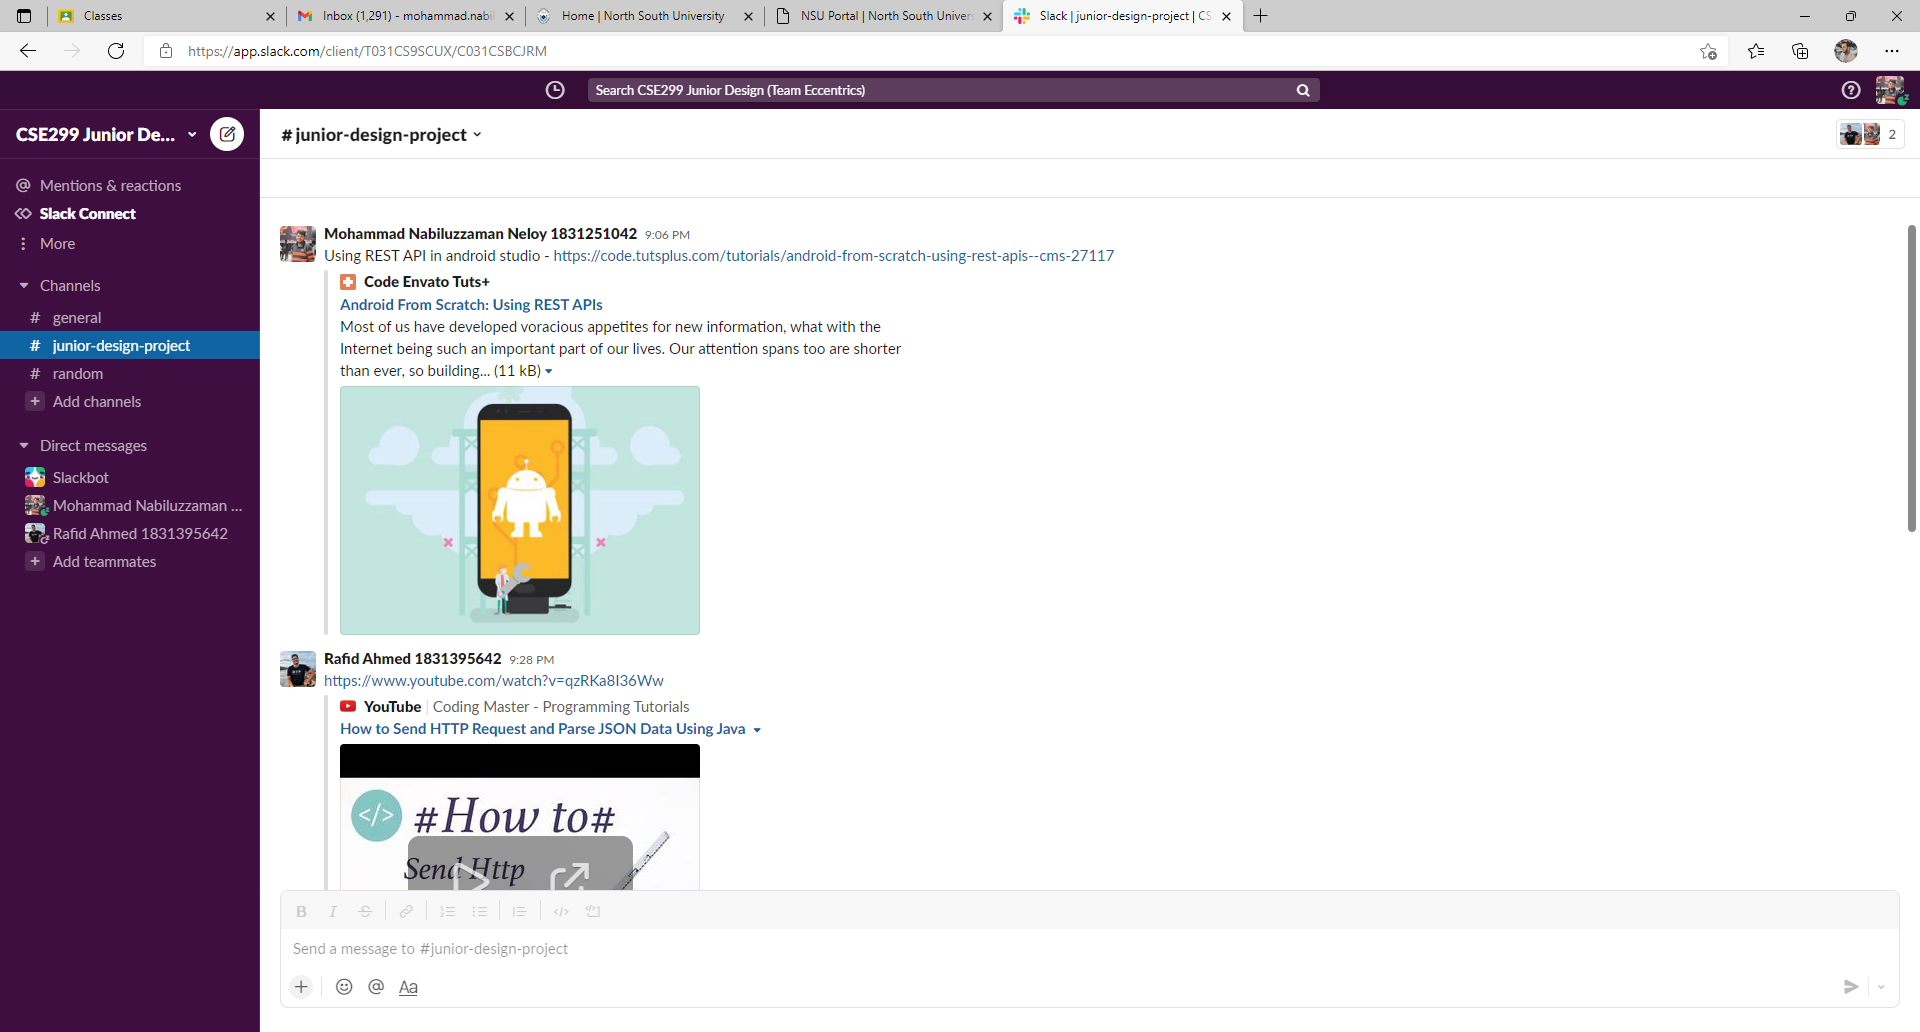 Classes
Inbox (1,291) - mohammad.nabil
Home | North South University
NSU Portal | North South Univers
Slack | junior-design-project | CS
https://app.slack.com/client/T031CS9SCUX/C031CSBCJRM
Search CSE299 Junior Design (Team Eccentrics)
CSE299 Junior De...
# junior-design-project
2
@ Mentions & reactions
Slack Connect
More
Channels
# general
# junior-design-project
# random
+ Add channels
Direct messages
Slackbot
Mohammad Nabiluzzaman ...
Rafid Ahmed 1831395642
+ Add teammates
Mohammad Nabiluzzaman Neloy 1831251042 9:06 PM
Using REST API in android studio - https://code.tutsplus.com/tutorials/android-from-scratch-using-rest-apis--cms-27117
Code Envato Tuts+
Android From Scratch: Using REST APIs
Most of us have developed voracious appetites for new information, what with the
Internet being such an important part of our lives. Our attention spans too are shorter
than ever, so building... (11 kB)
Rafid Ahmed 1831395642 9:28 PM
https://www.youtube.com/watch?v=qzRKa8I36Ww
YouTube | Coding Master - Programming Tutorials
How to Send HTTP Request and Parse JSON Data Using Java
</> #How to#
Send Http
B I S </>
Send a message to #junior-design-project
+ @ Aa